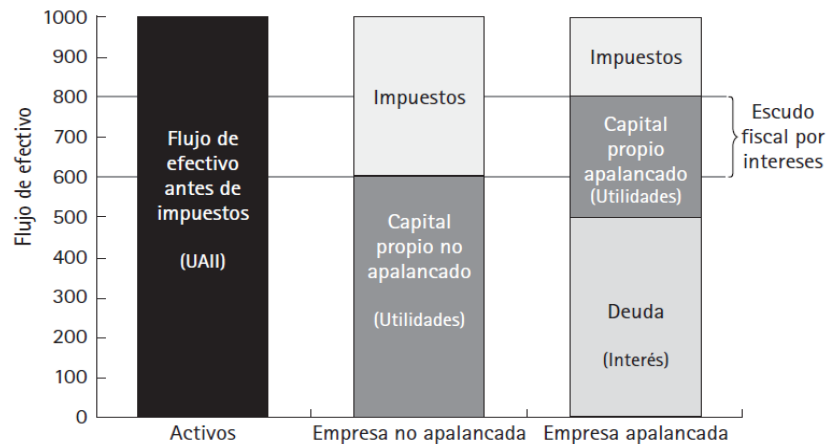 1000
900
800
700
600
500
400
300
200
100
0
Flujo de efectivo
Flujo de
efectivo
antes de
impuestos
(UAII)
Impuestos
Capital
propio no
apalancado
(Utilidades)
Impuestos
Capital
propio
apalancado
(Utilidades)
Deuda
(Interés)
Escudo
fiscal por
intereses
Activos
Empresa no apalancada
Empresa apalancada